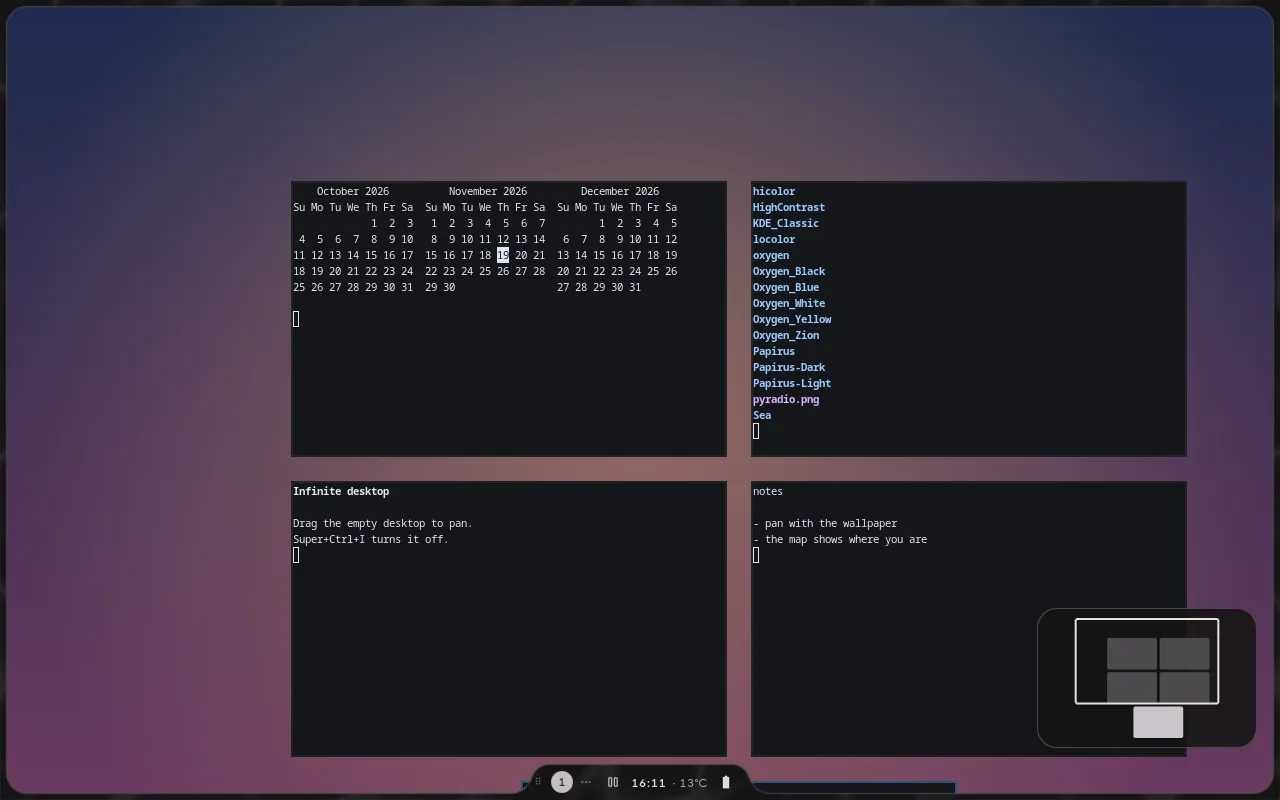 October 2026 November 2026 December 2026
Su Mo Tu We Th Fr Sa Su Mo Tu We Th Fr Sa Su Mo Tu We Th Fr Sa
1 2 3 1 2 3 4 5 6 7 1 2 3 4 5
4 5 6 7 8 9 10 8 9 10 11 12 13 14 6 7 8 9 10 11 12
11 12 13 14 15 16 17 15 16 17 18 19 20 21 13 14 15 16 17 18 19
18 19 20 21 22 23 24 22 23 24 25 26 27 28 20 21 22 23 24 25 26
25 26 27 28 29 30 31 29 30 27 28 29 30 31
hicolor
HighContrast
KDE_Classic
locolor
oxygen
Oxygen_Black
Oxygen_Blue
Oxygen_White
Oxygen_Yellow
Oxygen_Zion
Papirus
Papirus-Dark
Papirus-Light
pyradio.png
Sea
Infinite desktop
Drag the empty desktop to pan.
Super+Ctrl+I turns it off.
notes
- pan with the wallpaper
- the map shows where you are
1 16:11 · 13°C